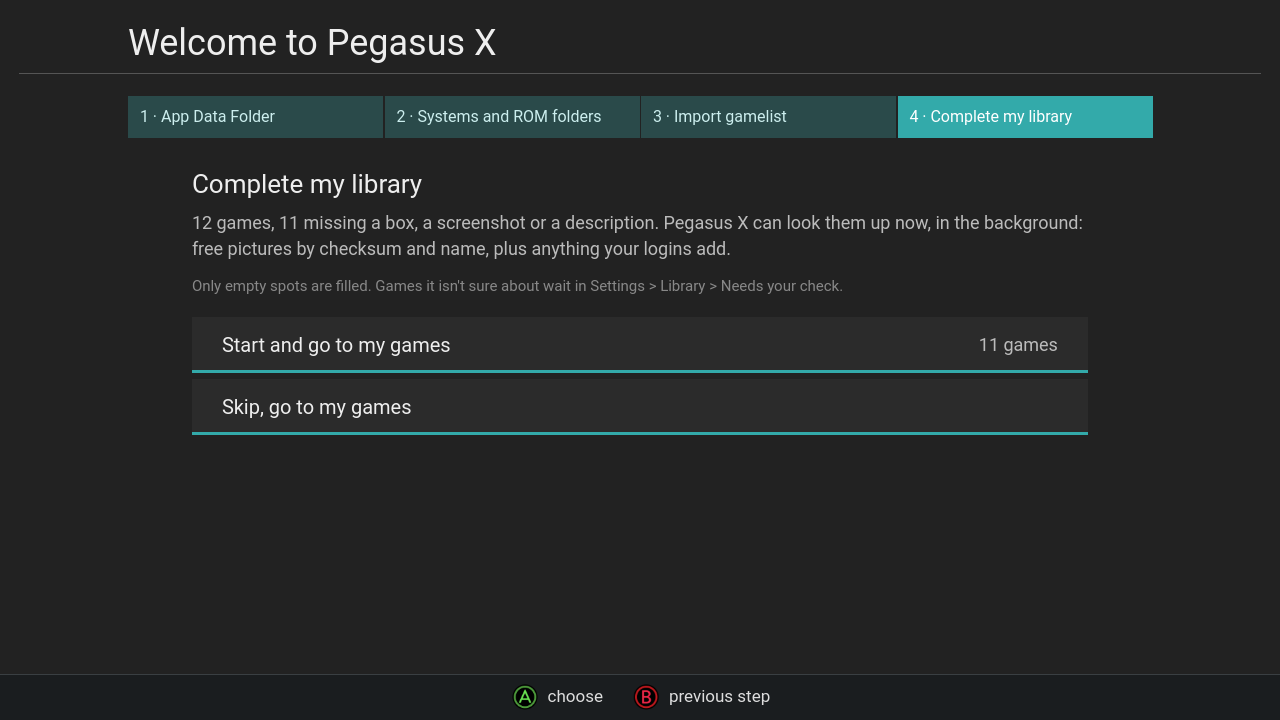 Welcome to Pegasus X
1 · App Data Folder
2 · Systems and ROM folders
3 · Import gamelist
4 · Complete my library
Complete my library
12 games, 11 missing a box, a screenshot or a description. Pegasus X can look them up now, in the background:
free pictures by checksum and name, plus anything your logins add.
Only empty spots are filled. Games it isn't sure about wait in Settings > Library > Needs your check.
Start and go to my games 11 games
Skip, go to my games
A choose B previous step